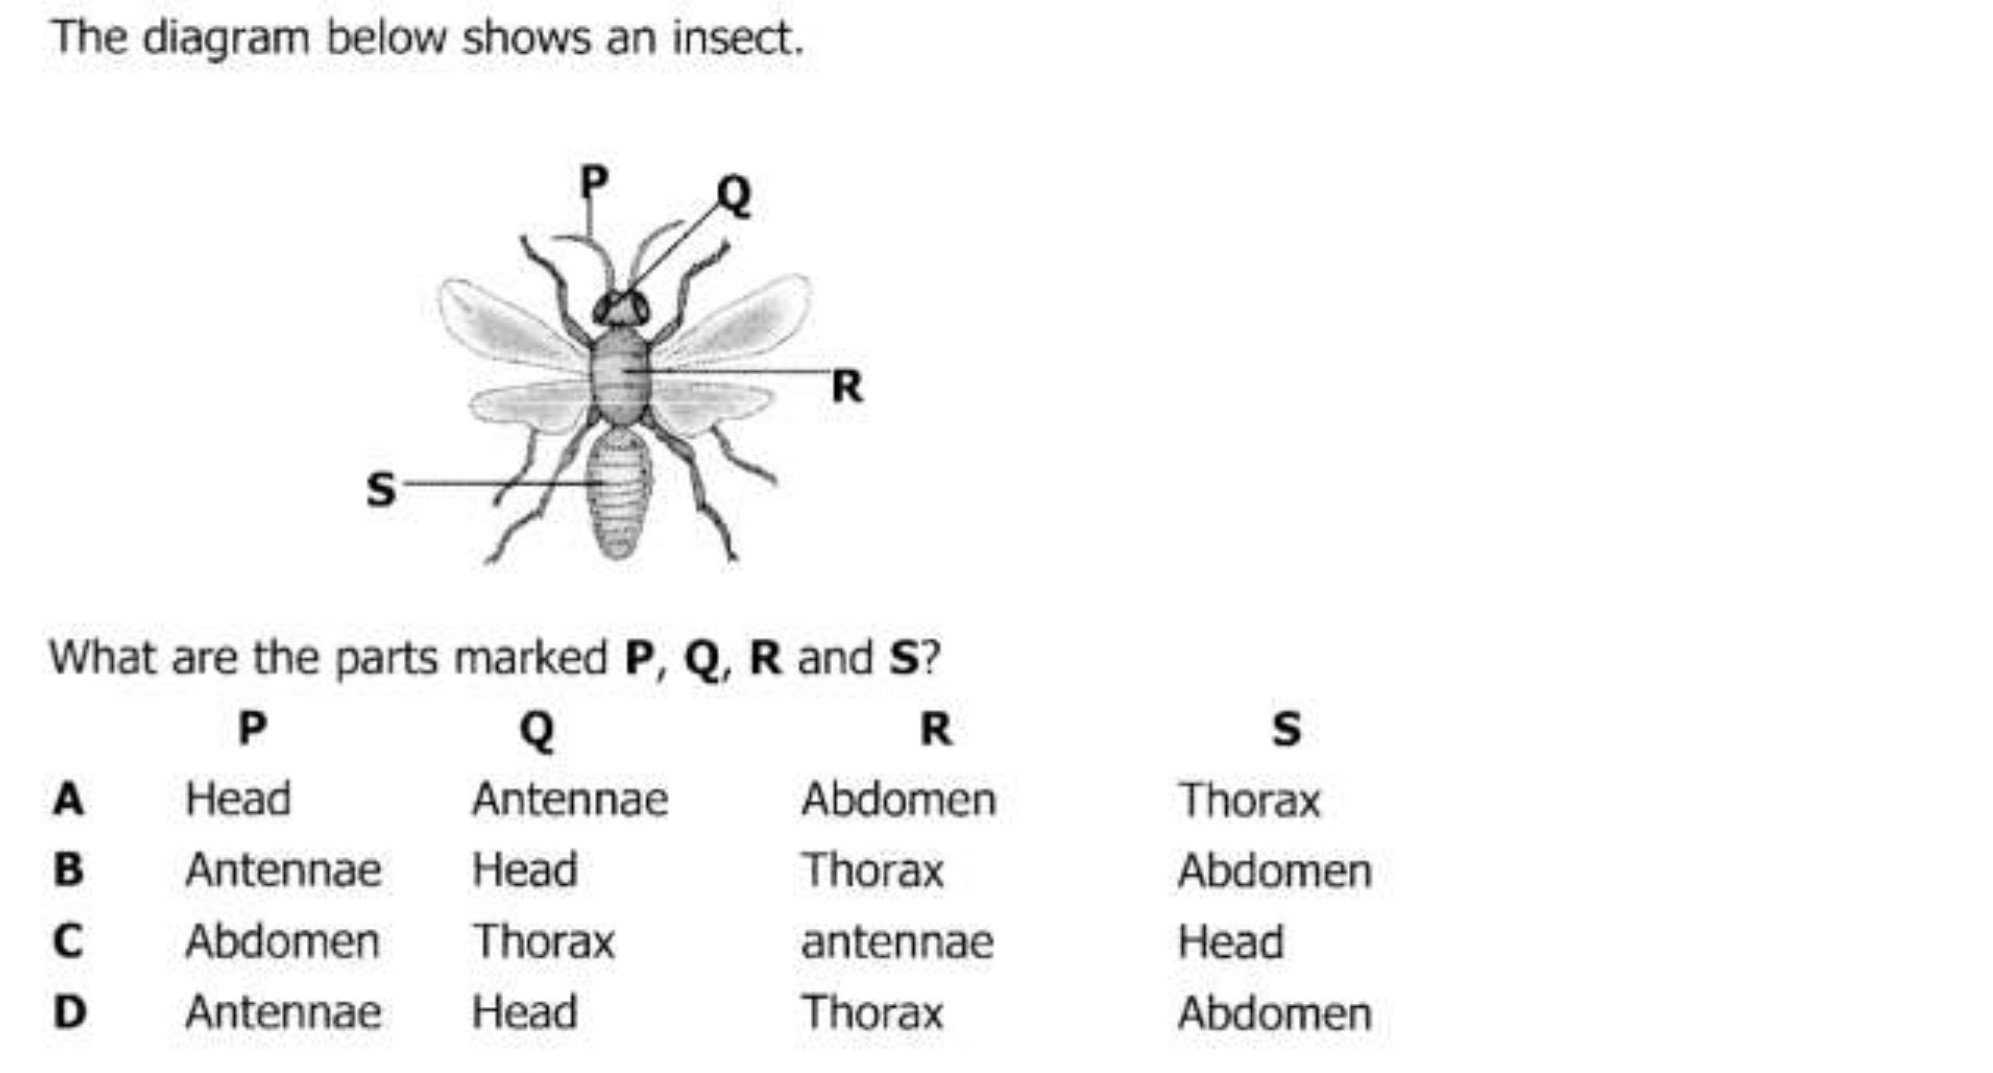 The diagram below shows an insect.
P
Q
R
S
What are the parts marked P, Q, R and S?
P Q R S
A Head Antennae Abdomen Thorax
B Antennae Head Thorax Abdomen
C Abdomen Thorax antennae Head
D Antennae Head Thorax Abdomen